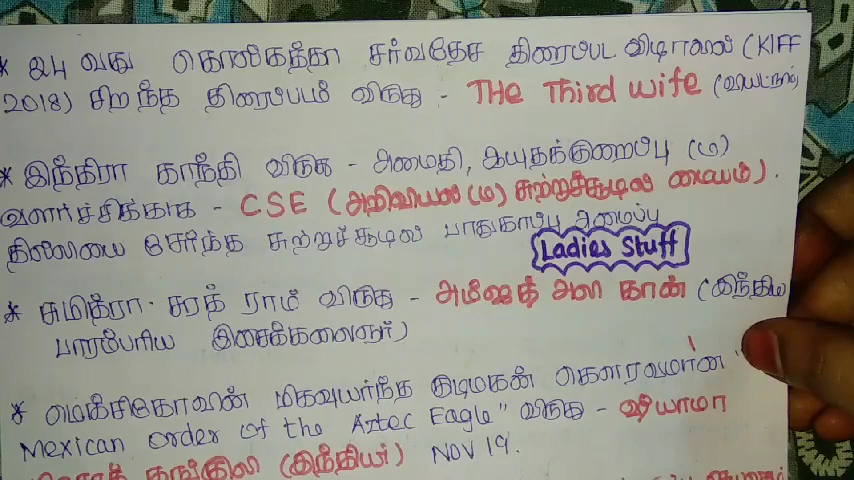 * 24 வது கொல்கத்தா சர்வதேச திரைப்பட விழாவில் (KIFF
2018) சிறந்த திரைப்படம் விருது - THe Third wife (வியட்நாம்)
* இந்திரா காந்தி விருது - அமைதி, ஆயுதக்குறைப்பு (ம)
வளர்ச்சிக்காக - CSE (அறிவியல் (ம) சுற்றுச்சூழல் மையம்).
தில்லியை சேர்ந்த சுற்றுச்சூழல் பாதுகாப்பு அமைப்பு
Ladies Stuff
* சுமித்ரா சரத் ராம் விருது - அம்ஜத் அலி கான் (இந்திய
பாரம்பரிய இசைக்கலைஞர்)
* மெக்சிகோவின் மிகவுயர்ந்த குடிமகன் கௌரவமான "
Mexican order of the Aztec Eagle" விருது - ஷியாமா
கங்குலி (இந்தியர்) NOV 19.